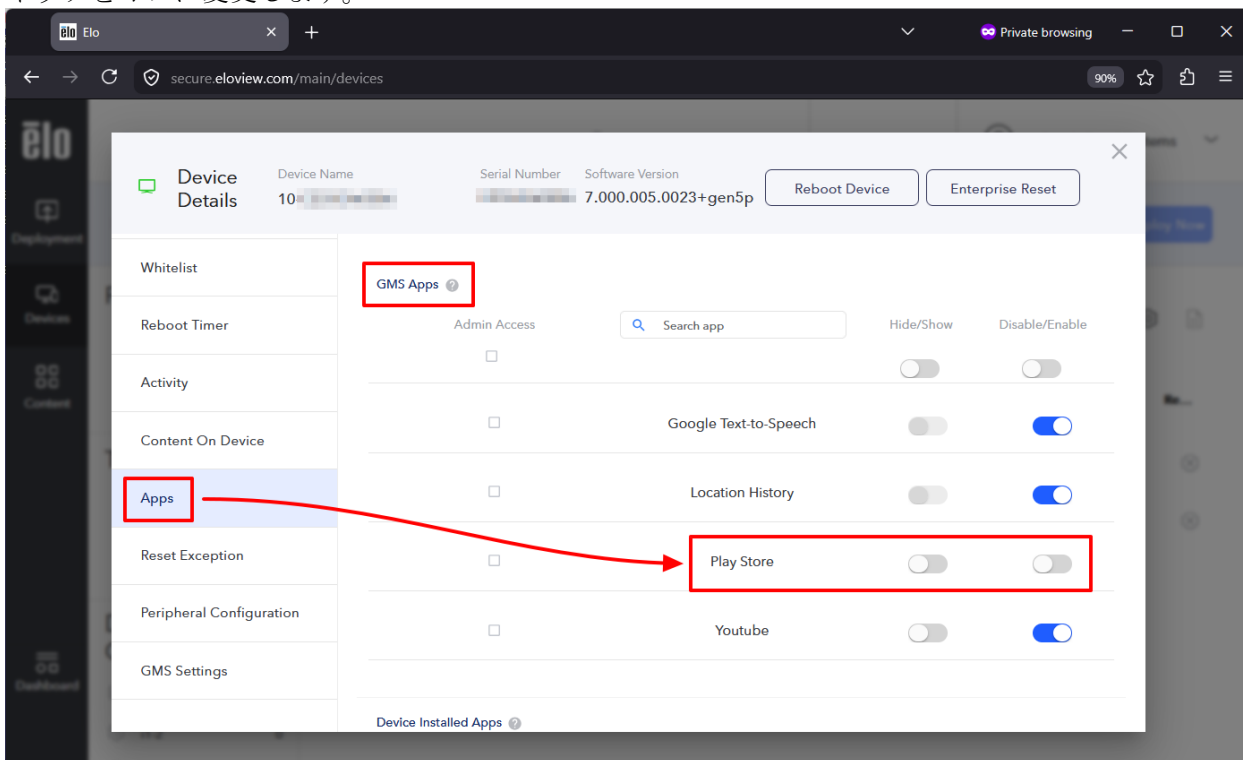 ēlo Elo
Private browsing
secure.eloview.com/main/devices
90%
ēlo
Device Details
Device Name
10
Serial Number
Software Version
7.000.005.0023+gen5p
Reboot Device
Enterprise Reset
Deployment
Devices
Content
Dashboard
Whitelist
Reboot Timer
Activity
Content On Device
Apps
Reset Exception
Peripheral Configuration
GMS Settings
GMS Apps
Admin Access
Search app
Hide/Show
Disable/Enable
Google Text-to-Speech
Location History
Play Store
Youtube
Device Installed Apps